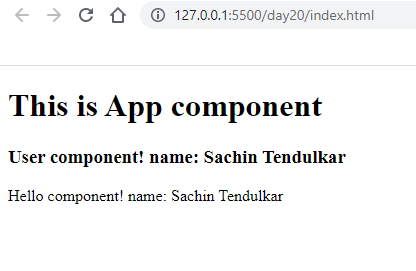 127.0.0.1:5500/day20/index.html
This is App component
User component! name: Sachin Tendulkar
Hello component! name: Sachin Tendulkar